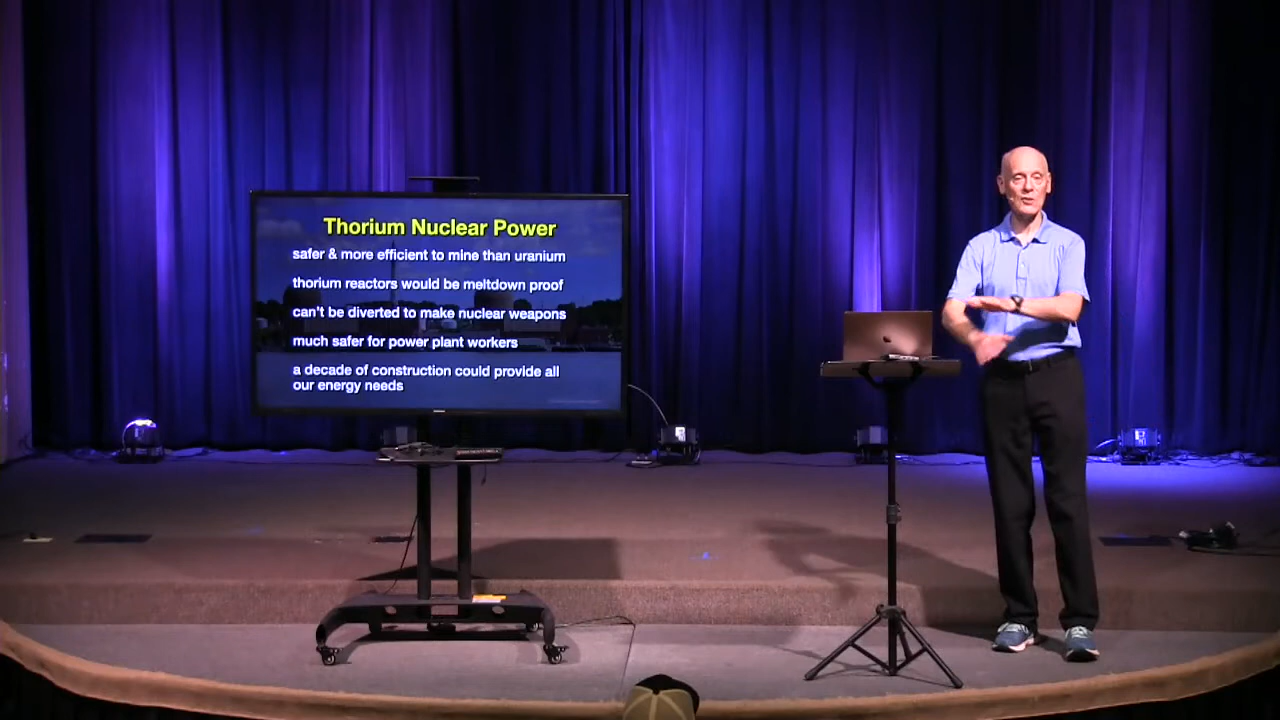 Thorium Nuclear Power
safer & more efficient to mine than uranium
thorium reactors would be meltdown proof
can't be diverted to make nuclear weapons
much safer for power plant workers
a decade of construction could provide all
our energy needs